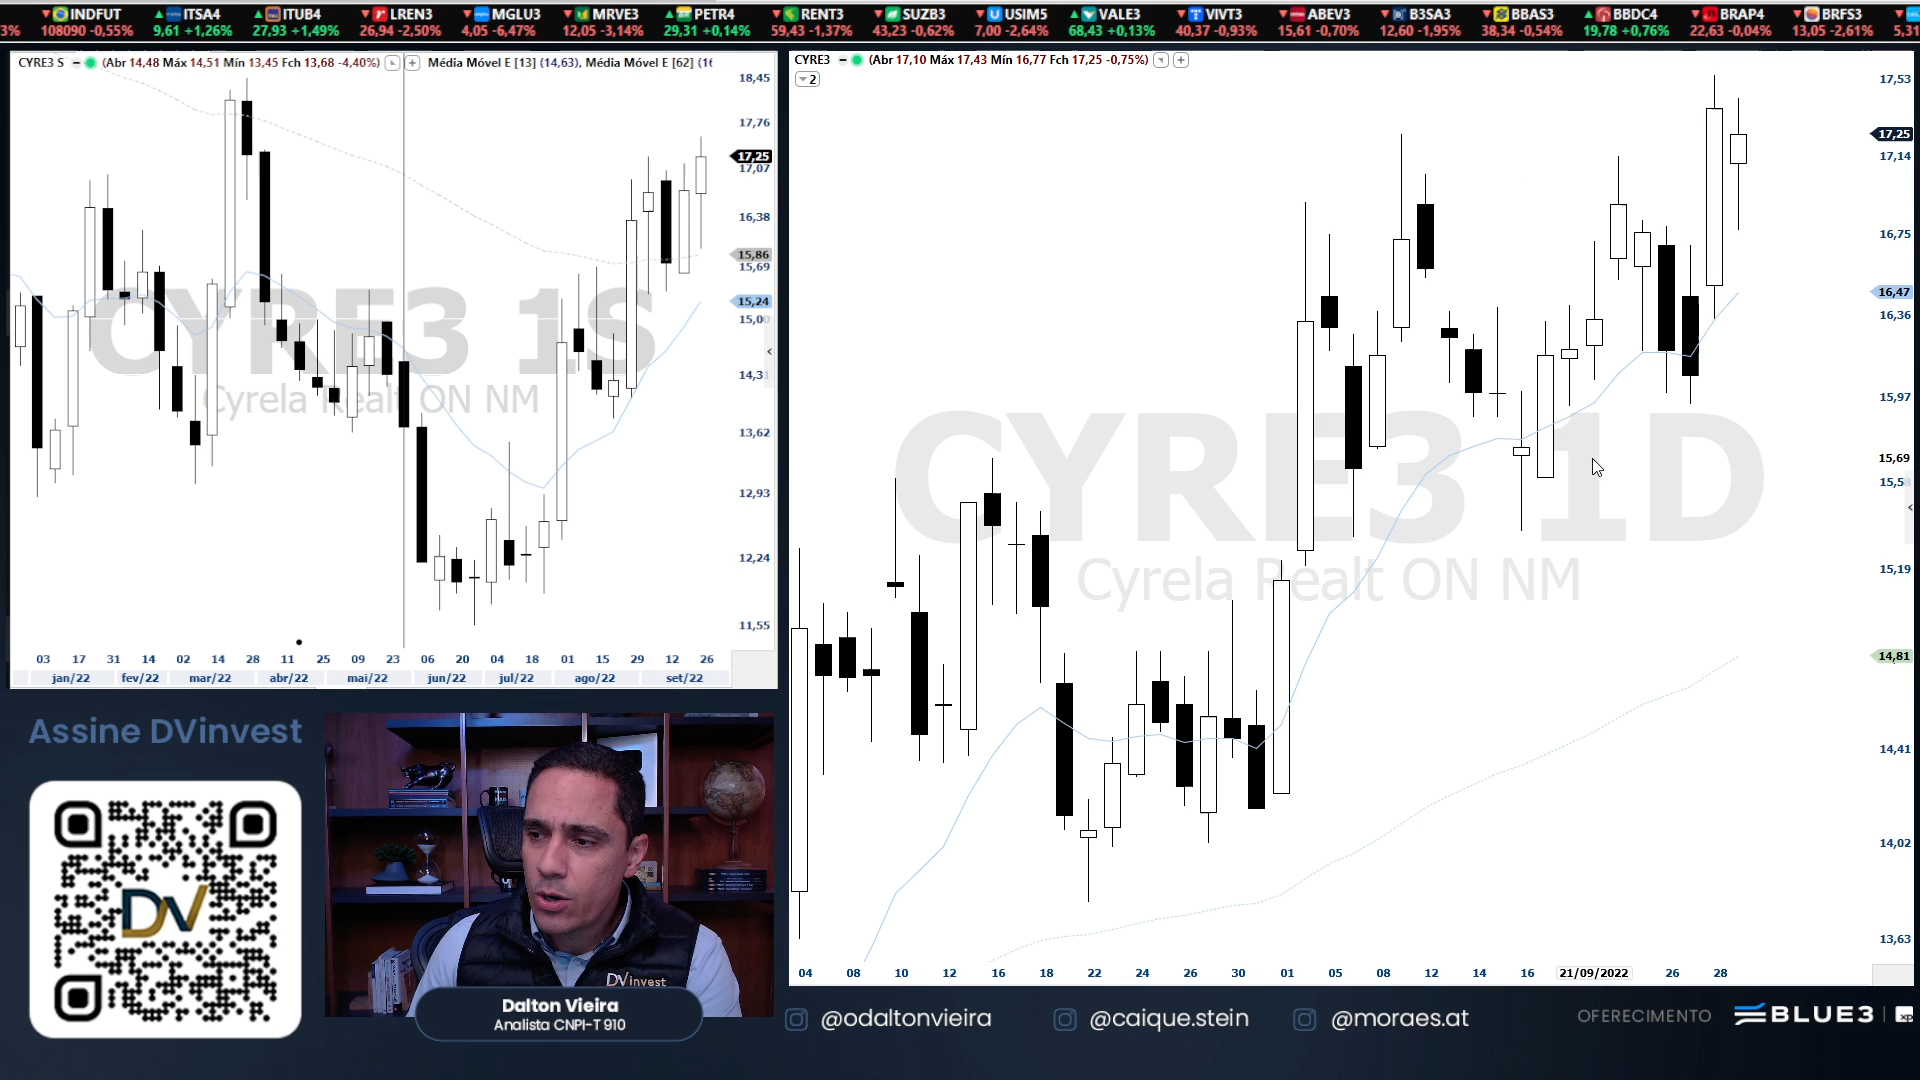 INDFUT ITSA4 ITUB4 LREN3 MGLU3 MRVE3 PETR4 RENT3 SUZB3 USIM5 VALE3 VIVT3 ABEV3 B3SA3 BBAS3 BBDC4 BRAP4 BRFS3
3% 108090 -0,55% 9,61 +1,26% 27,93 +1,49% 26,94 -2,50% 4,05 -6,47% 12,05 -3,14% 29,31 +0,14% 59,43 -1,37% 43,23 -0,62% 7,00 -2,64% 68,43 +0,13% 40,37 -0,93% 15,61 -0,70% 12,60 -1,95% 38,34 -0,54% 19,78 +0,76% 22,63 -0,04% 13,05 -2,61% 5,31
CYRE3 S (Abr 14,48 Máx 14,51 Mín 13,45 Fch 13,68 -4,40%) Média Móvel E [13] (14,63), Média Móvel E [62] (16
18,45
17,76
17,25
17,07
16,38
15,86
15,69
15,24
15,00
14,31
13,62
12,93
12,24
11,55
CYRE3 1S
Cyrela Realt ON NM
03 17 31 14 02 14 28 11 25 09 23 06 20 04 18 01 15 29 12 26
jan/22 fev/22 mar/22 abr/22 mai/22 jun/22 jul/22 ago/22 set/22
CYRE3 (Abr 17,10 Máx 17,43 Mín 16,77 Fch 17,25 -0,75%)
2
17,53
17,25
17,14
16,75
16,47
16,36
15,97
15,69
15,58
15,19
14,81
14,41
14,02
13,63
CYRE3 1D
Cyrela Realt ON NM
04 08 10 12 16 18 22 24 26 30 01 05 08 12 14 16 21/09/2022 26 28
Assine DVinvest
DV
DVinvest
Dalton Vieira
Analista CNPI-T 910
@odaltonvieira @caique.stein @moraes.at
OFERECIMENTO BLUE3 xp